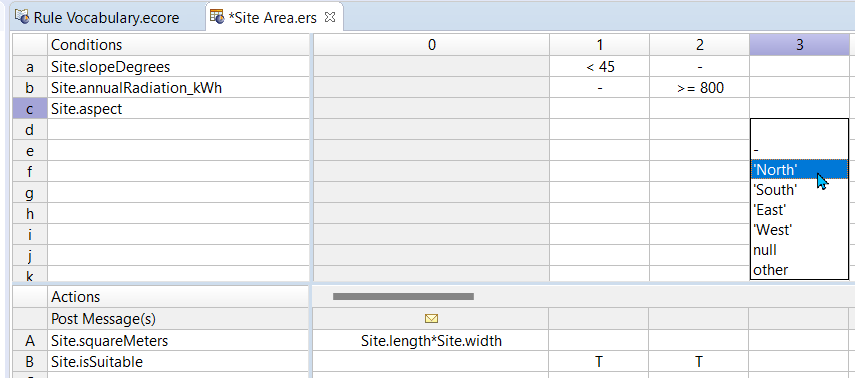 Rule Vocabulary.ecore *Site Area.ers
Conditions 0 1 2 3
a Site.slopeDegrees < 45 -
b Site.annualRadiation_kWh - >= 800
c Site.aspect
d
e -
f 'North'
g 'South'
h 'East'
i 'West'
j null
k other
Actions
Post Message(s)
A Site.squareMeters Site.length*Site.width
B Site.isSuitable T T